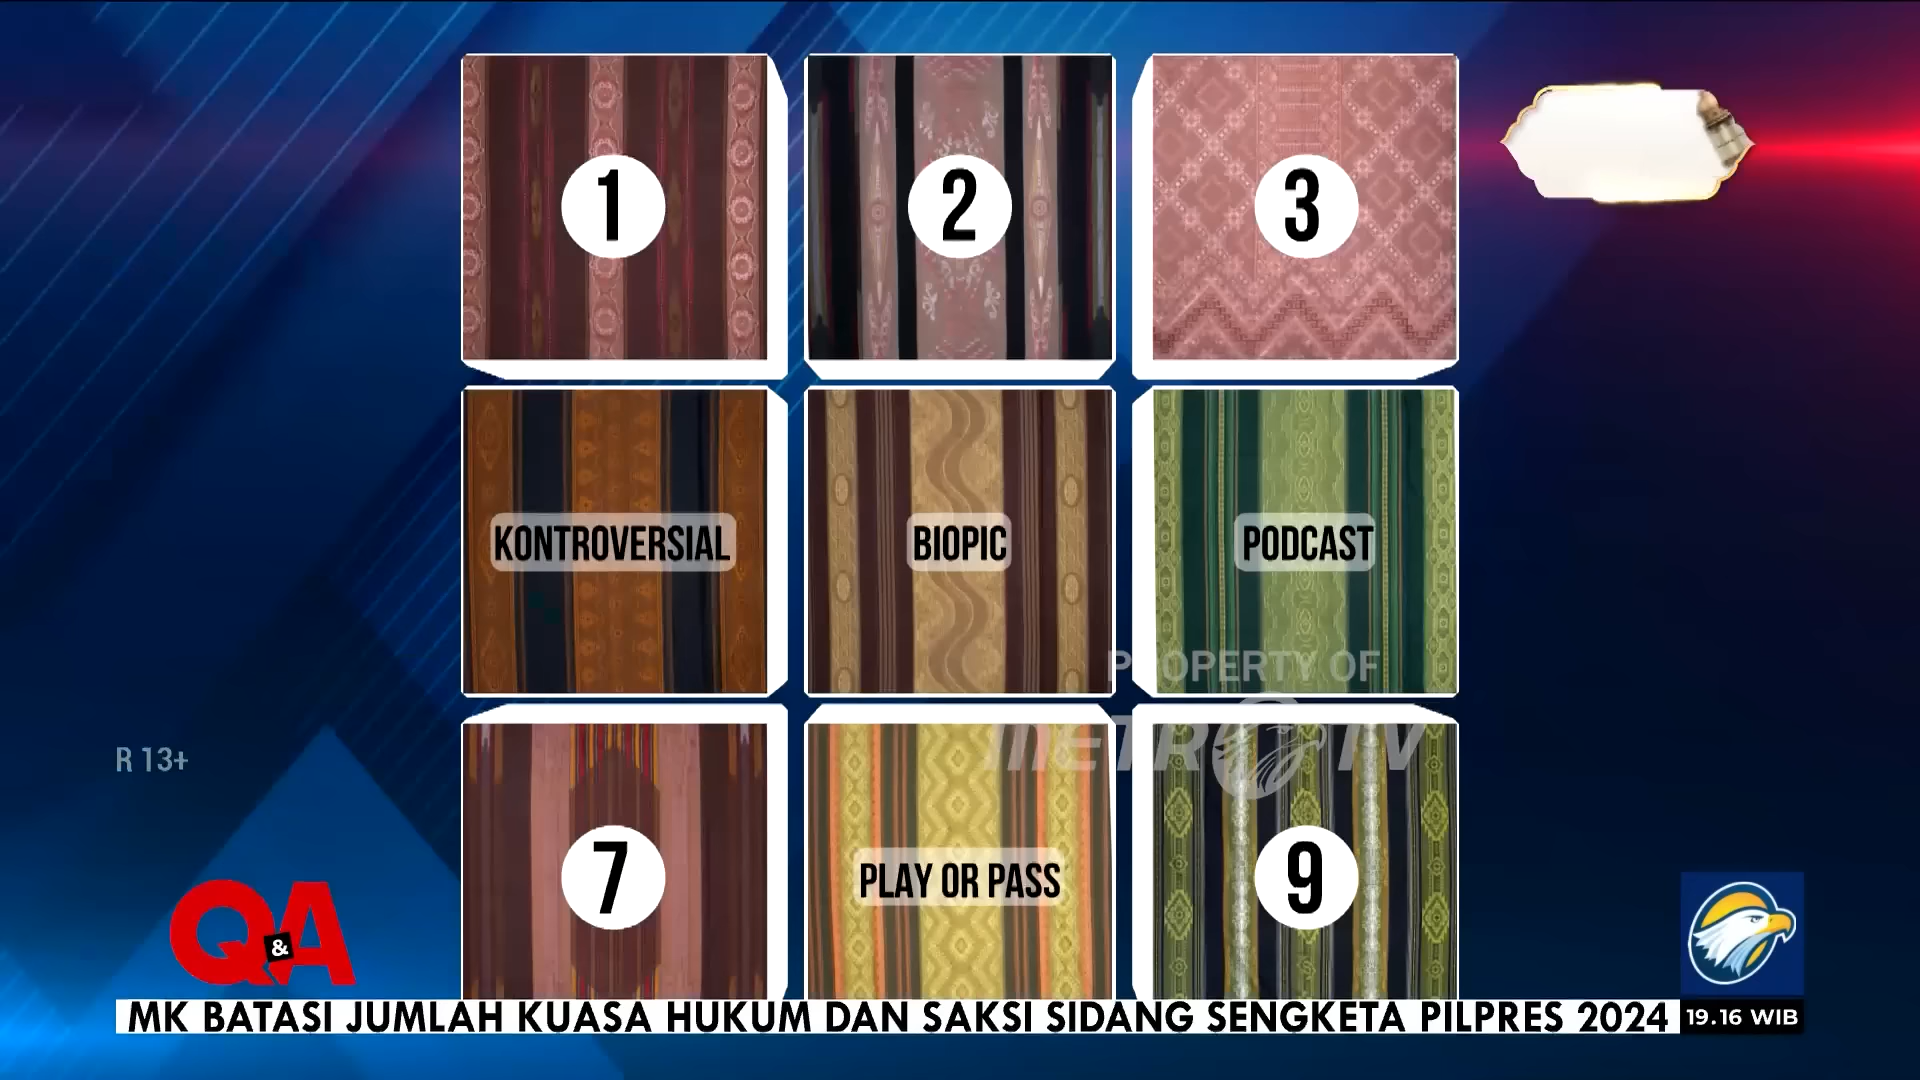 1
2
3
KONTROVERSIAL
BIOPIC
PODCAST
PROPERTY OF
METRO TV
R 13+
7
PLAY OR PASS
9
Q&A
MK BATASI JUMLAH KUASA HUKUM DAN SAKSI SIDANG SENGKETA PILPRES 2024
19.16 WIB